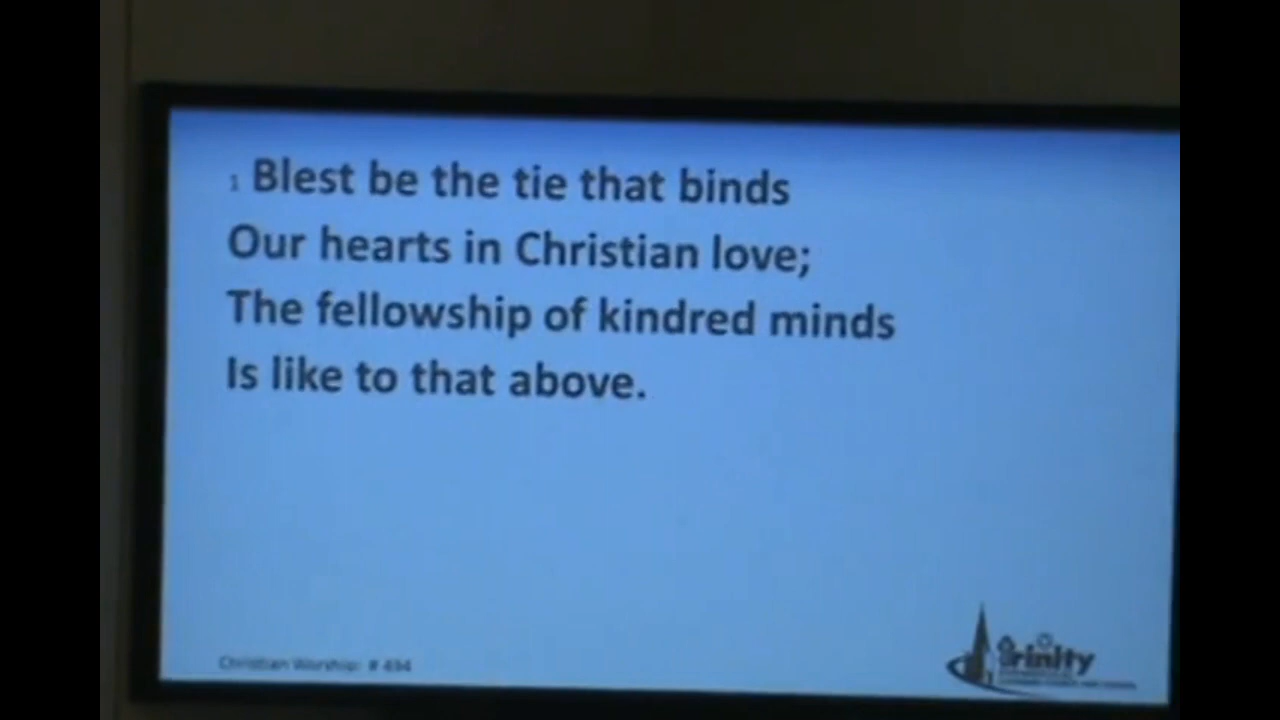 1 Blest be the tie that binds
Our hearts in Christian love;
The fellowship of kindred minds
Is like to that above.
Christian Worship: # 494
Trinity